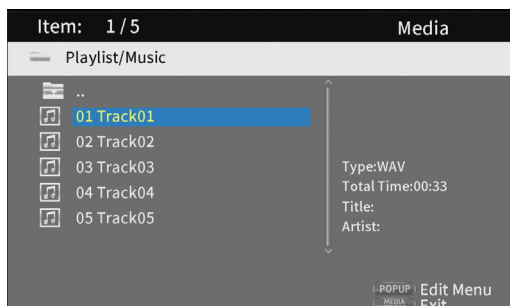 Item: 1/5 Media
Playlist/Music
..
01 Track01
02 Track02
03 Track03
04 Track04
05 Track05
Type:WAV
Total Time:00:33
Title:
Artist:
POPUP Edit Menu
MEDIA Exit